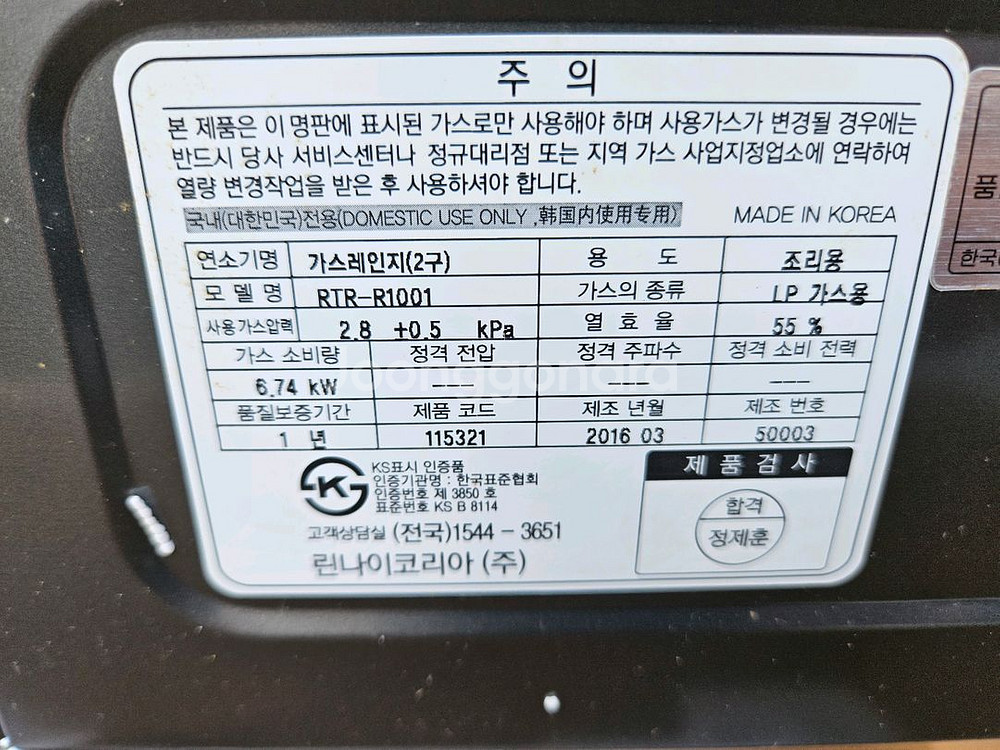 주 의
본 제품은 이 명판에 표시된 가스로만 사용해야 하며 사용가스가 변경될 경우에는
반드시 당사 서비스센터나 정규대리점 또는 지역 가스 사업지정업소에 연락하여
열량 변경작업을 받은 후 사용하셔야 합니다.
국내(대한민국)전용(DOMESTIC USE ONLY ,韩国内使用专用) MADE IN KOREA
연소기명 가스레인지(2구) 용 도 조리용
모 델 명 RTR-R1001 가스의 종류 LP 가스용
사용가스압력 2.8 ±0.5 kPa 열 효 율 55 %
가스 소비량 정격 전압 정격 주파수 정격 소비 전력
6.74 kW --- --- ---
품질보증기간 제품 코드 제조 년월 제조 번호
1 년 115321 2016 03 50003
KS표시 인증품
인증기관명 : 한국표준협회
인증번호 제 3850 호
표준번호 KS B 8114
고객상담실 (전국)1544 - 3651
린나이코리아 (주)
제 품 검 사
합격
정제훈
joonggonara
품
한국